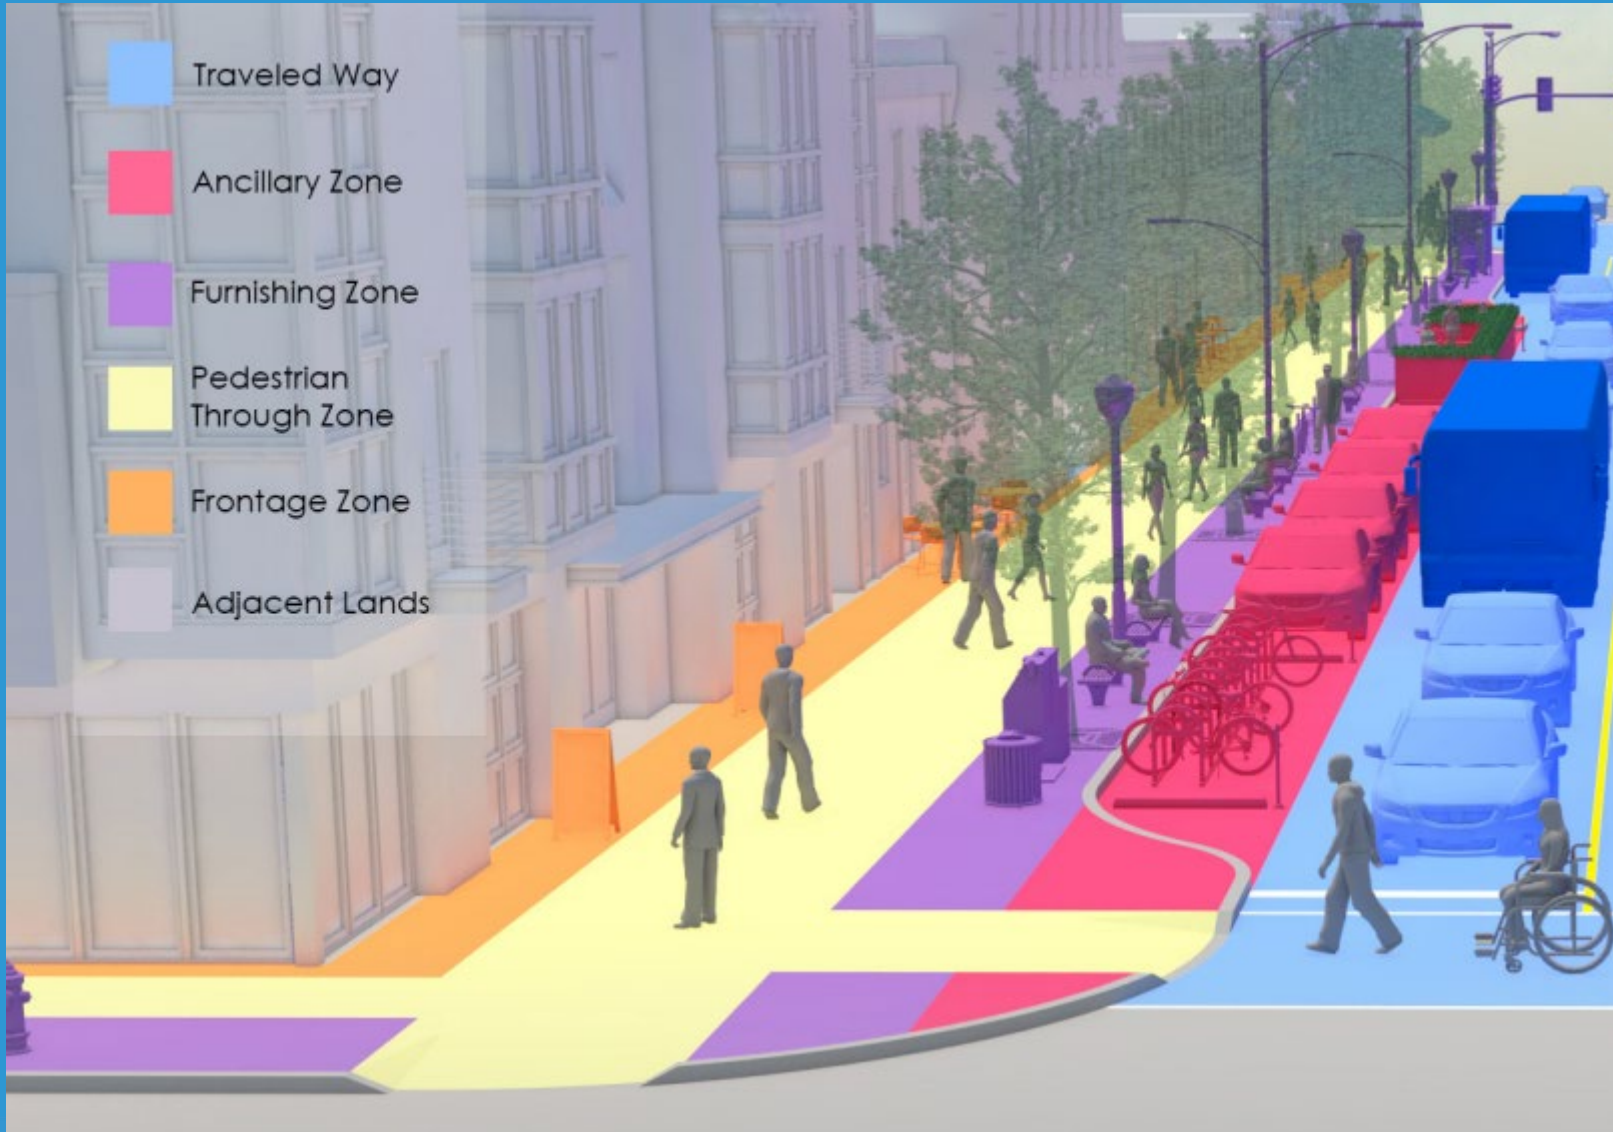 Traveled Way
Ancillary Zone
Furnishing Zone
Pedestrian
Through Zone
Frontage Zone
Adjacent Lands